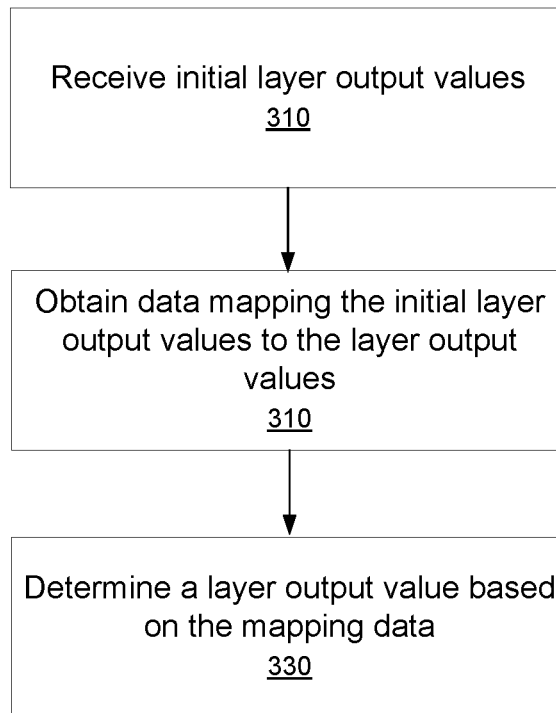 Receive initial layer output values
310
Obtain data mapping the initial layer
output values to the layer output
values
310
Determine a layer output value based
on the mapping data
330